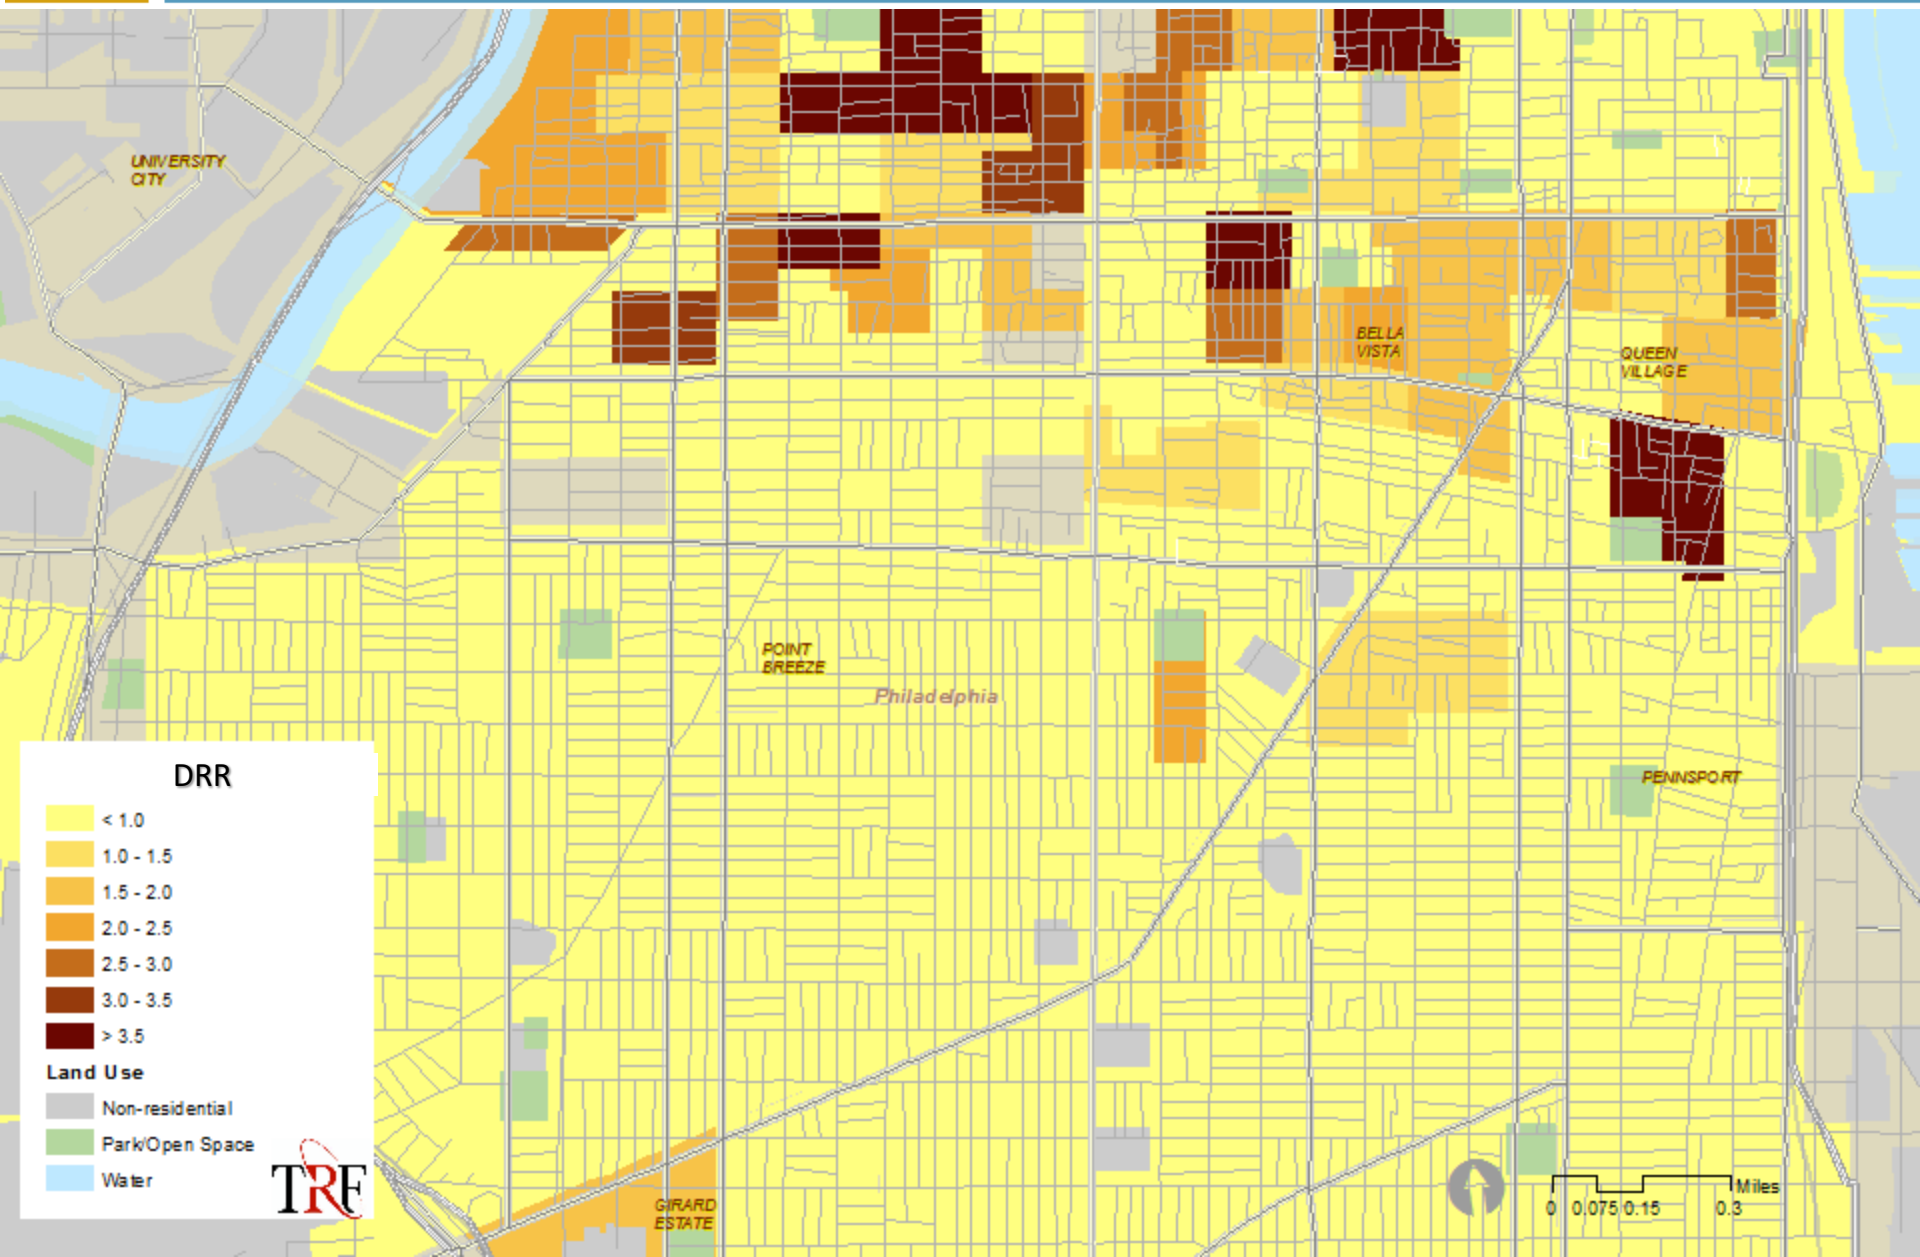 UNIVERSITY
CITY
BELLA
VISTA
QUEEN
VILLAGE
POINT
BREEZE
Philadelphia
PENNSPORT
DRR
< 1.0
1.0 - 1.5
1.5 - 2.0
2.0 - 2.5
2.5 - 3.0
3.0 - 3.5
> 3.5
Land Use
Non-residential
Park/Open Space
Water
TRF
GIRARD
ESTATE
Miles
0 0.075 0.15 0.3